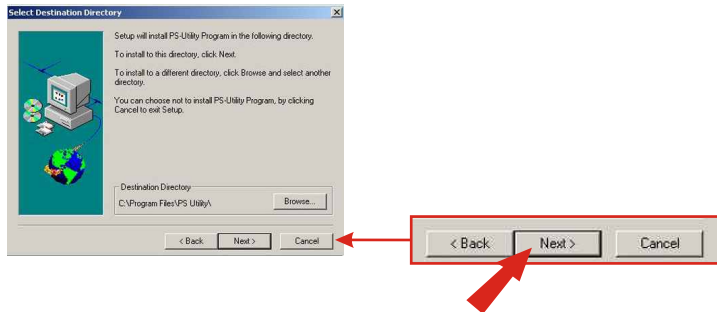 Select Destination Directory
Setup will install PS-Utility Program in the following directory.
To install to this directory, click Next.
To install to a different directory, click Browse and select another
directory.
You can choose not to install PS-Utility Program, by clicking
Cancel to exit Setup.
Destination Directory
C:\Program Files\PS Utility\
Browse...
< Back Next > Cancel
< Back Next > Cancel